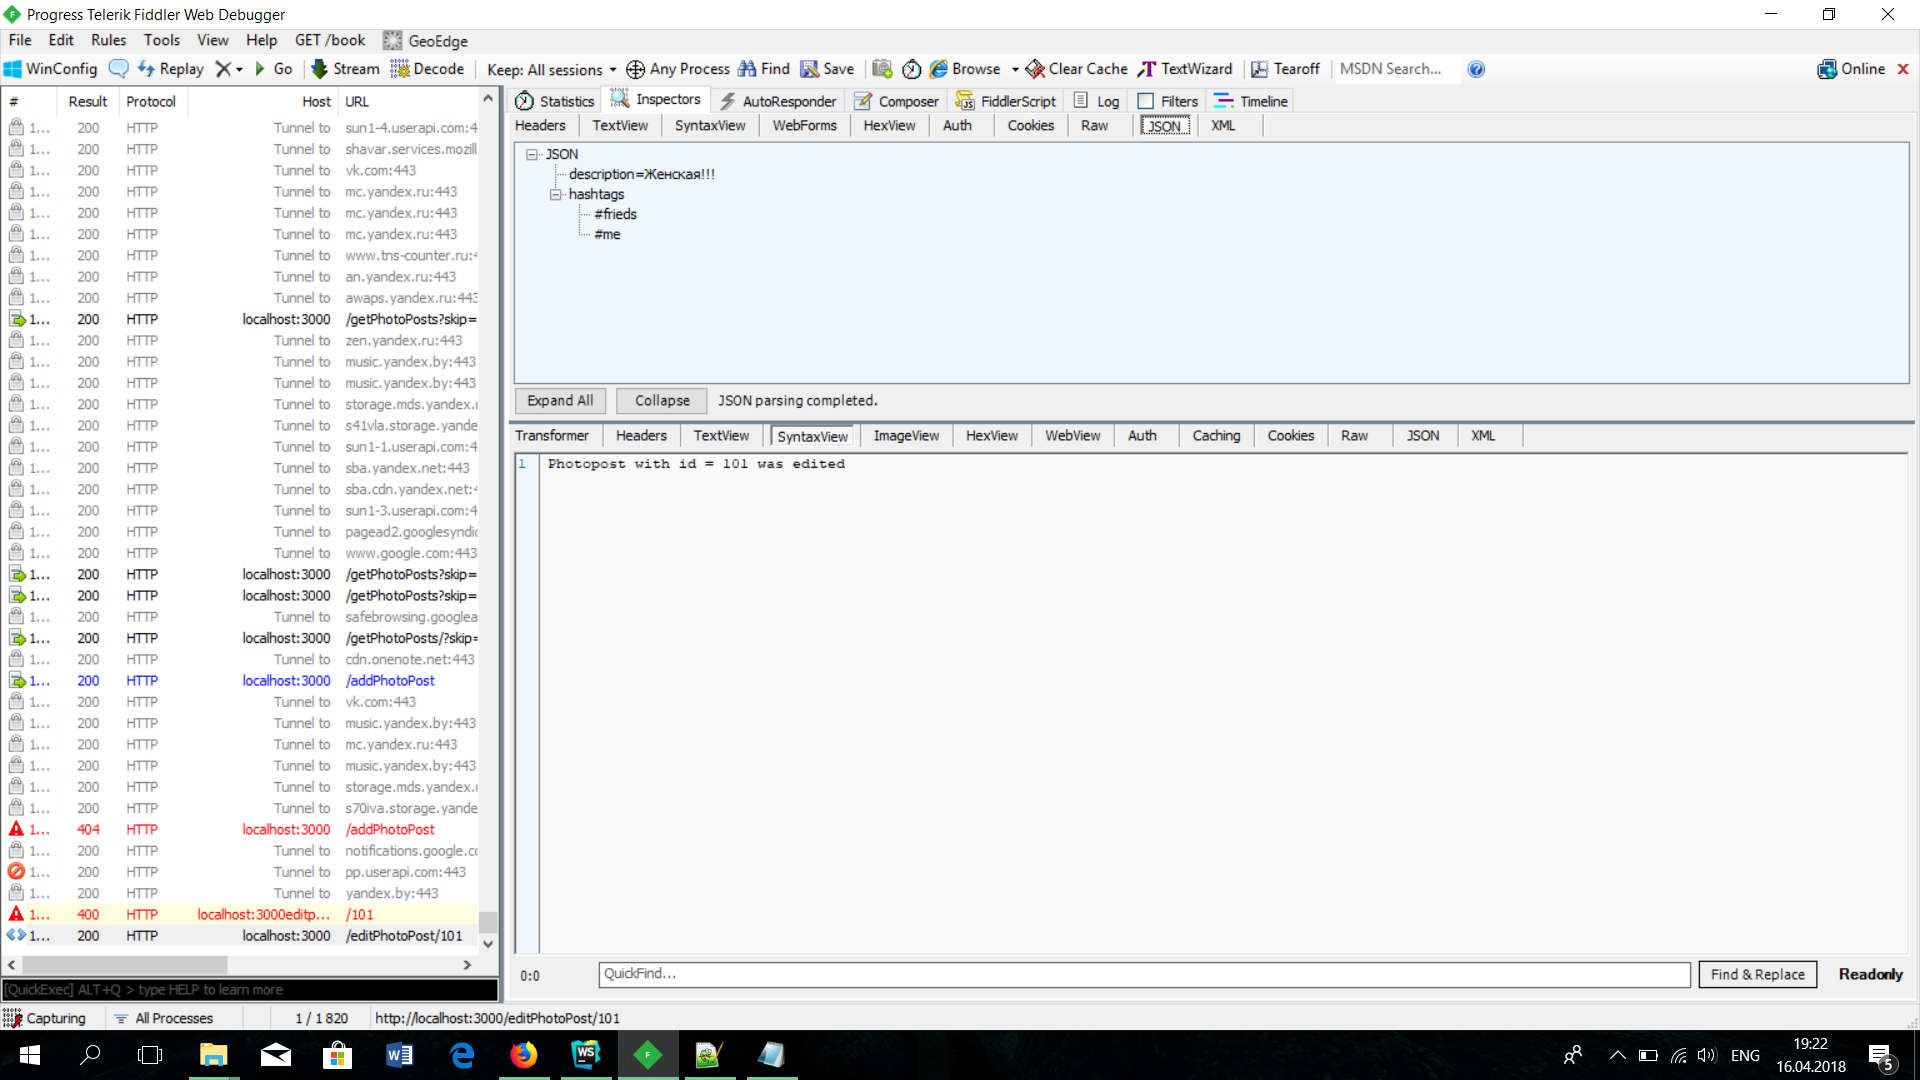 Progress Telerik Fiddler Web Debugger
File Edit Rules Tools View Help GET /book GeoEdge
WinConfig Replay Go Stream Decode Keep: All sessions Any Process Find Save Browse Clear Cache TextWizard Tearoff MSDN Search... Online
# Result Protocol Host URL
1... 200 HTTP Tunnel to sun1-4.userapi.com:4
1... 200 HTTP Tunnel to shavar.services.mozill
1... 200 HTTP Tunnel to vk.com:443
1... 200 HTTP Tunnel to mc.yandex.ru:443
1... 200 HTTP Tunnel to mc.yandex.ru:443
1... 200 HTTP Tunnel to mc.yandex.ru:443
1... 200 HTTP Tunnel to www.tns-counter.ru:4
1... 200 HTTP Tunnel to an.yandex.ru:443
1... 200 HTTP Tunnel to awaps.yandex.ru:443
1... 200 HTTP localhost:3000 /getPhotoPosts?skip=
1... 200 HTTP Tunnel to zen.yandex.ru:443
1... 200 HTTP Tunnel to music.yandex.by:443
1... 200 HTTP Tunnel to music.yandex.by:443
1... 200 HTTP Tunnel to storage.mds.yandex.r
1... 200 HTTP Tunnel to s41vla.storage.yande
1... 200 HTTP Tunnel to sun1-1.userapi.com:4
1... 200 HTTP Tunnel to sba.yandex.net:443
1... 200 HTTP Tunnel to sba.cdn.yandex.net:4
1... 200 HTTP Tunnel to sun1-3.userapi.com:4
1... 200 HTTP Tunnel to pagead2.googlesyndic
1... 200 HTTP Tunnel to www.google.com:443
1... 200 HTTP localhost:3000 /getPhotoPosts?skip=
1... 200 HTTP localhost:3000 /getPhotoPosts?skip=
1... 200 HTTP Tunnel to safebrowsing.googlea
1... 200 HTTP localhost:3000 /getPhotoPosts/?skip=
1... 200 HTTP Tunnel to cdn.onenote.net:443
1... 200 HTTP localhost:3000 /addPhotoPost
1... 200 HTTP Tunnel to vk.com:443
1... 200 HTTP Tunnel to music.yandex.by:443
1... 200 HTTP Tunnel to mc.yandex.ru:443
1... 200 HTTP Tunnel to music.yandex.by:443
1... 200 HTTP Tunnel to storage.mds.yandex.r
1... 200 HTTP Tunnel to s70iva.storage.yande
1... 404 HTTP localhost:3000 /addPhotoPost
1... 200 HTTP Tunnel to notifications.google.co
1... 200 HTTP Tunnel to pp.userapi.com:443
1... 200 HTTP Tunnel to yandex.by:443
1... 400 HTTP localhost:3000editp... /101
1... 200 HTTP localhost:3000 /editPhotoPost/101
[QuickExec] ALT+Q > type HELP to learn more
Statistics Inspectors AutoResponder Composer FiddlerScript Log Filters Timeline
Headers TextView SyntaxView WebForms HexView Auth Cookies Raw JSON XML
JSON
description=Женская!!!
hashtags
#frieds
#me
Expand All Collapse JSON parsing completed.
Transformer Headers TextView SyntaxView ImageView HexView WebView Auth Caching Cookies Raw JSON XML
1 Photopost with id = 101 was edited
0:0 QuickFind... Find & Replace Readonly
Capturing All Processes 1 / 1 820 http://localhost:3000/editPhotoPost/101
ENG 19:22
16.04.2018
5